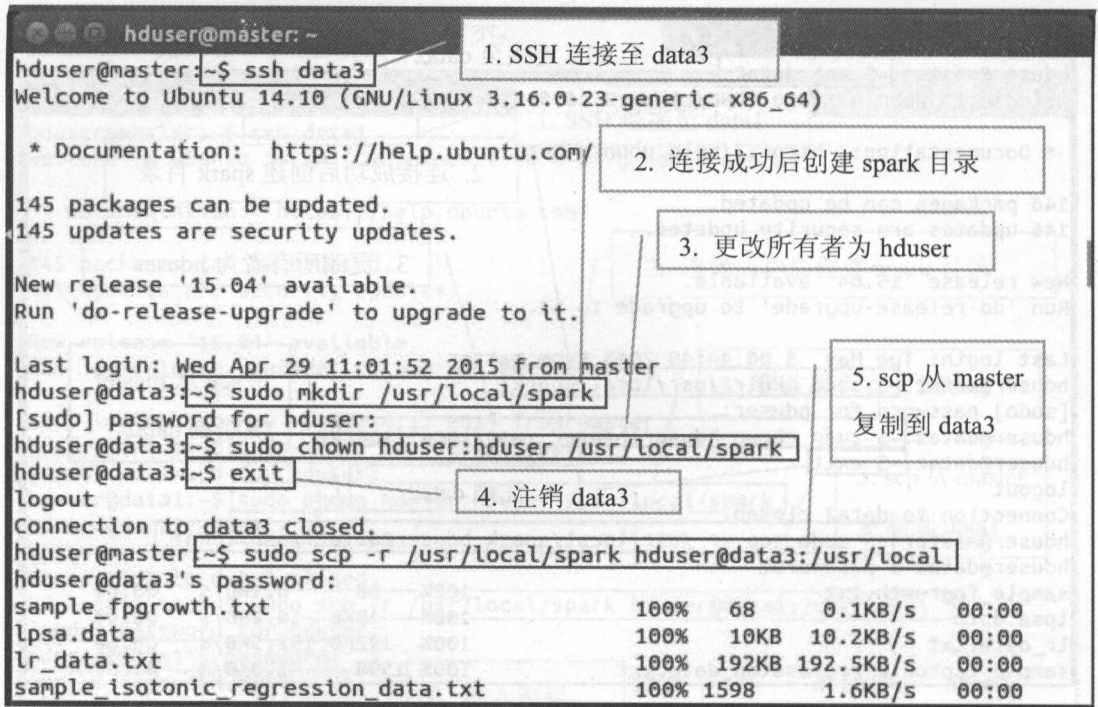 hduser@master: ~
1. SSH 连接至 data3
hduser@master:~$ ssh data3
Welcome to Ubuntu 14.10 (GNU/Linux 3.16.0-23-generic x86_64)
* Documentation: https://help.ubuntu.com/
2. 连接成功后创建 spark 目录
145 packages can be updated.
145 updates are security updates.
3. 更改所有者为 hduser
New release '15.04' available.
Run 'do-release-upgrade' to upgrade to it.
Last login: Wed Apr 29 11:01:52 2015 from master
hduser@data3:~$ sudo mkdir /usr/local/spark
[sudo] password for hduser:
5. scp 从 master
复制到 data3
hduser@data3:~$ sudo chown hduser:hduser /usr/local/spark
hduser@data3:~$ exit
4. 注销 data3
logout
Connection to data3 closed.
hduser@master:~$ sudo scp -r /usr/local/spark hduser@data3:/usr/local
hduser@data3's password:
sample_fpgrowth.txt 100% 68 0.1KB/s 00:00
lpsa.data 100% 10KB 10.2KB/s 00:00
lr_data.txt 100% 192KB 192.5KB/s 00:00
sample_isotonic_regression_data.txt 100% 1598 1.6KB/s 00:00